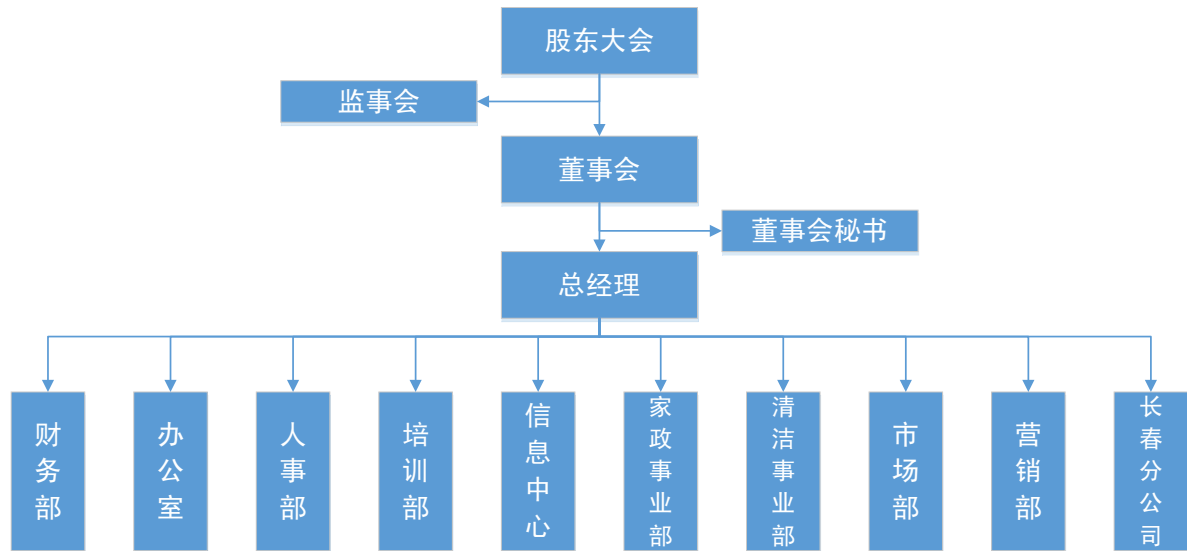 股东大会
监事会
董事会
董事会秘书
总经理
财务部
办公室
人事部
培训部
信息中心
家政事业部
清洁事业部
市场部
营销部
长春分公司